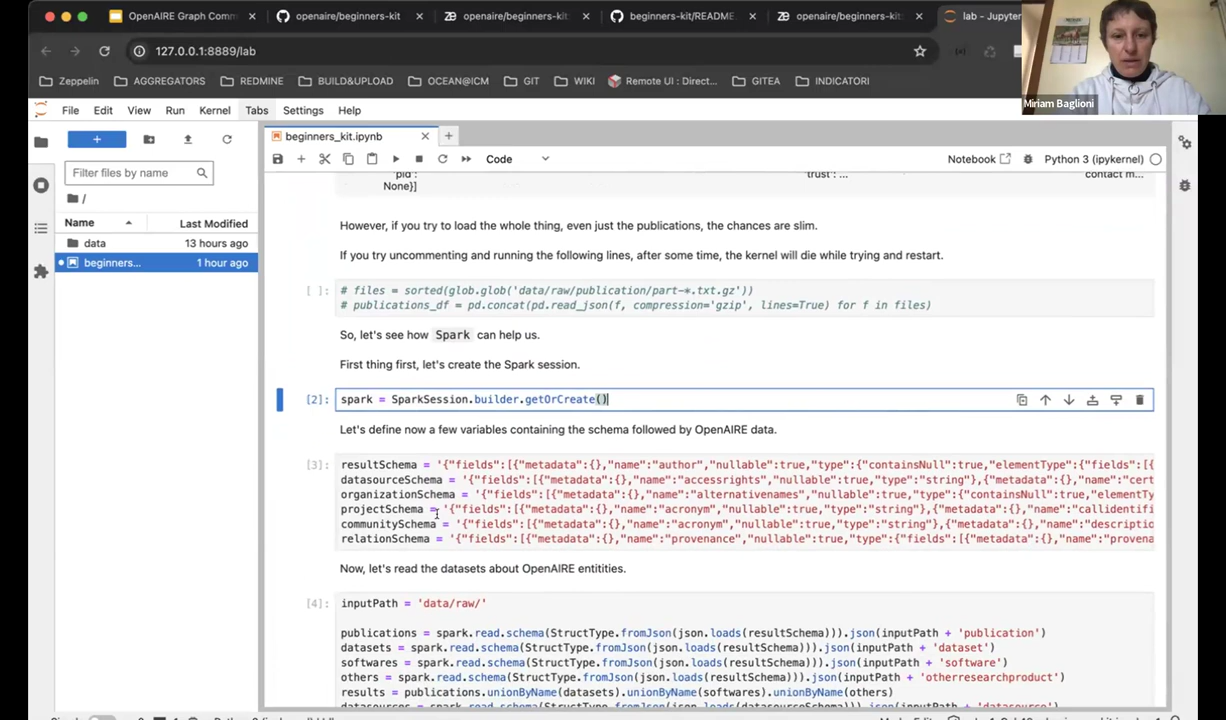 OpenAIRE Graph Comm
openaire/beginners-kit
openaire/beginners-kit:
beginners-kit/README
openaire/beginners-kit
lab - Jupyter
127.0.0.1:8889/lab
Zeppelin
AGGREGATORS
REDMINE
BUILD&UPLOAD
OCEAN@ICM
GIT
WIKI
Remote UI : Direct...
GITEA
INDICATORI
Miriam Baglioni
File Edit View Run Kernel Tabs Settings Help
beginners_kit.ipynb
Code
Notebook
Python 3 (ipykernel)
Filter files by name
/
Name
Last Modified
data
13 hours ago
beginners...
1 hour ago
pid':
'trust': ...
contact m...
None}]
However, if you try to load the whole thing, even just the publications, the chances are slim.
If you try uncommenting and running the following lines, after some time, the kernel will die while trying and restart.
[ ]:
# files = sorted(glob.glob('data/raw/publication/part-*.txt.gz'))
# publications_df = pd.concat(pd.read_json(f, compression='gzip', lines=True) for f in files)
So, let's see how Spark can help us.
First thing first, let's create the Spark session.
[2]:
spark = SparkSession.builder.getOrCreate()
Let's define now a few variables containing the schema followed by OpenAIRE data.
[3]:
resultSchema = '{"fields":[{"metadata":{},"name":"author","nullable":true,"type":{"containsNull":true,"elementType":{"fields":[{
datasourceSchema = '{"fields":[{"metadata":{},"name":"accessrights","nullable":true,"type":"string"},{"metadata":{},"name":"cert
organizationSchema = '{"fields":[{"metadata":{},"name":"alternativenames","nullable":true,"type":{"containsNull":true,"elementTy
projectSchema = '{"fields":[{"metadata":{},"name":"acronym","nullable":true,"type":"string"},{"metadata":{},"name":"callidentifi
communitySchema = '{"fields":[{"metadata":{},"name":"acronym","nullable":true,"type":"string"},{"metadata":{},"name":"descriptio
relationSchema = '{"fields":[{"metadata":{},"name":"provenance","nullable":true,"type":{"fields":[{"metadata":{},"name":"provena
Now, let's read the datasets about OpenAIRE entitities.
[4]:
inputPath = 'data/raw/'
publications = spark.read.schema(StructType.fromJson(json.loads(resultSchema))).json(inputPath + 'publication')
datasets = spark.read.schema(StructType.fromJson(json.loads(resultSchema))).json(inputPath + 'dataset')
softwares = spark.read.schema(StructType.fromJson(json.loads(resultSchema))).json(inputPath + 'software')
others = spark.read.schema(StructType.fromJson(json.loads(resultSchema))).json(inputPath + 'otherresearchproduct')
results = publications.unionByName(datasets).unionByName(softwares).unionByName(others)